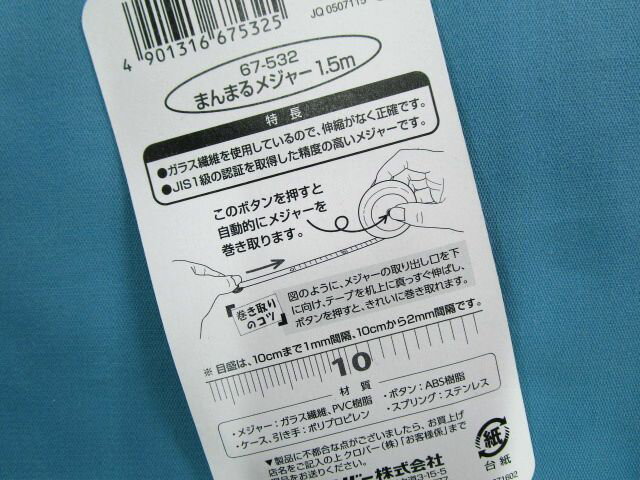 JQ 0507115
4 901316 675325
67-532
まんまるメジャー 1.5m
特長
●ガラス繊維を使用しているので、伸縮がなく正確です。
●JIS1級の認証を取得した精度の高いメジャーです。
このボタンを押すと
自動的にメジャーを
巻き取ります。
巻き取り
のコツ
図のように、メジャーの取り出し口を下
に向け、テープを机上に真っすぐ伸ばし、
ボタンを押すと、きれいに巻き取れます。
※ 目盛は、10cmまで1mm間隔、10cmから2mm間隔です。
10
材質
・メジャー：ガラス繊維、PVC樹脂 ・ボタン：ABS樹脂
・ケース、引き手：ポリプロピレン ・スプリング：ステンレス
▼製品に不都合な点がございましたら、お買上げ
店名をご記入の上 クロバー（株）「お客様係」まで
お送りください。
バー株式会社
3-15-5
紙
台紙